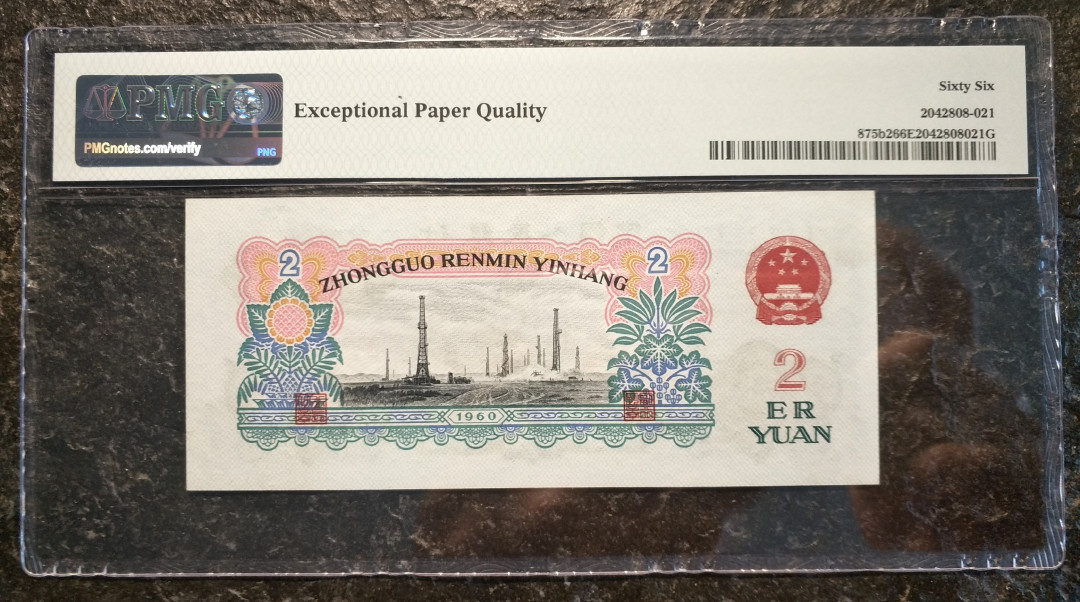 PMG
PMGnotes.com/verify
PNG
Exceptional Paper Quality
Sixty Six
2042808-021
875b266E2042808021G
2
2
ZHONGGUO RENMIN YINHANG
1960
2
ER
YUAN